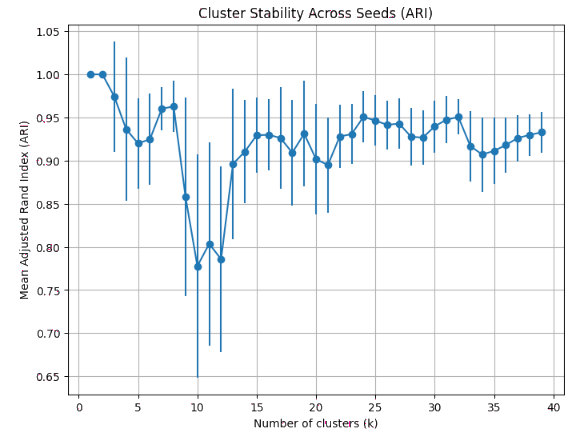 Cluster Stability Across Seeds (ARI)
1.05
1.00
0.95
0.90
0.85
0.80
0.75
0.70
0.65
Mean Adjusted Rand Index (ARI)
0 5 10 15 20 25 30 35 40
Number of clusters (k)